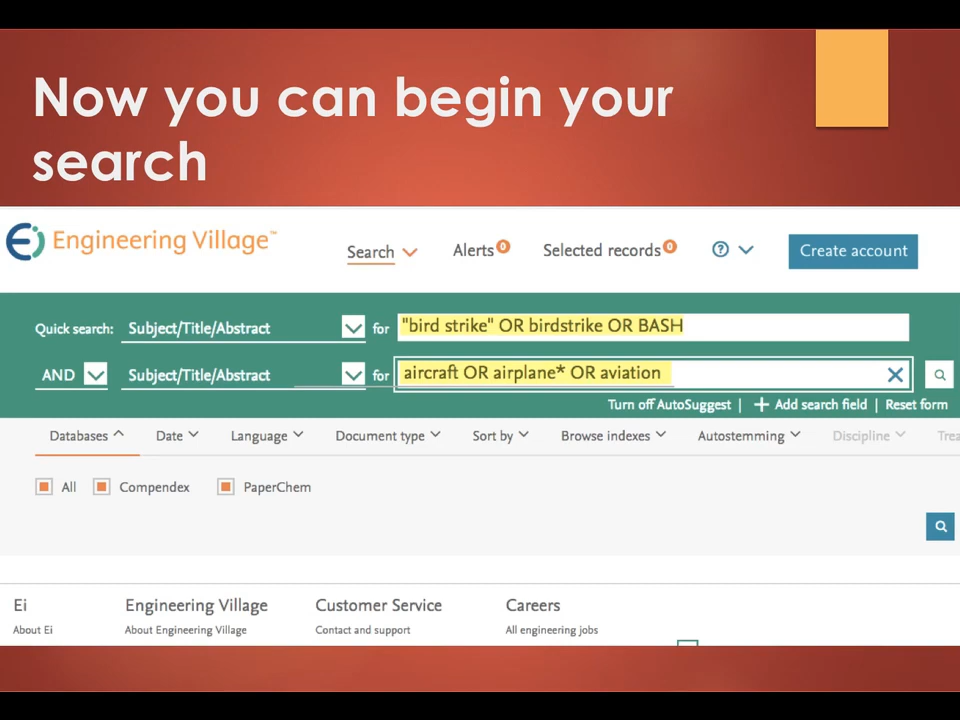 Now you can begin your
search
Engineering Village™
Search
Alerts 0
Selected records 0
?
Create account
Quick search: Subject/Title/Abstract for "bird strike" OR birdstrike OR BASH
AND Subject/Title/Abstract for aircraft OR airplane* OR aviation
Turn off AutoSuggest | + Add search field | Reset form
Databases Date Language Document type Sort by Browse indexes Autostemming Discipline Trea
All Compendex PaperChem
Ei Engineering Village Customer Service Careers
About Ei About Engineering Village Contact and support All engineering jobs